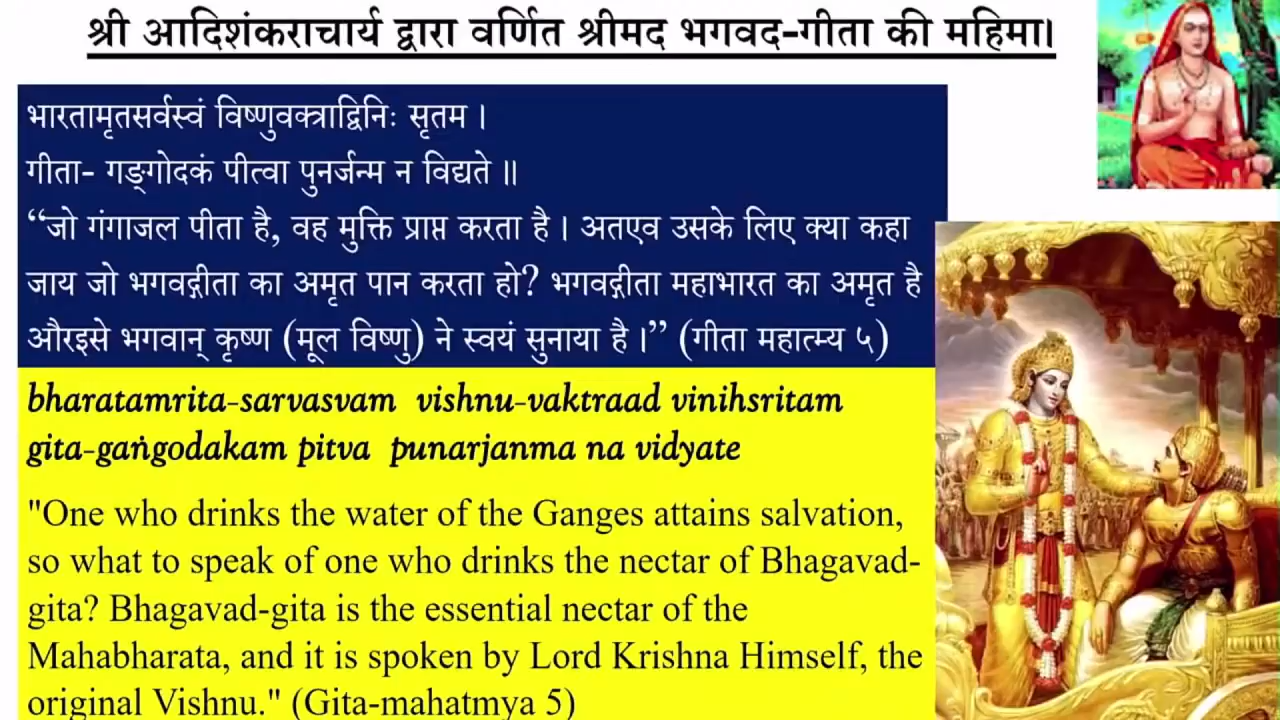 श्री आदिशंकराचार्य द्वारा वर्णित श्रीमद भगवद-गीता की महिमा।
भारतामृतसर्वस्वं विष्णुवक्त्राद्विनिः सृतम ।
गीता- गङ्गोदकं पीत्वा पुनर्जन्म न विद्यते ॥
“जो गंगाजल पीता है, वह मुक्ति प्राप्त करता है । अतएव उसके लिए क्या कहा
जाय जो भगवद्गीता का अमृत पान करता हो? भगवद्गीता महाभारत का अमृत है
औरइसे भगवान् कृष्ण (मूल विष्णु) ने स्वयं सुनाया है ।” (गीता महात्म्य ५)
bharatamrita-sarvasvam vishnu-vaktraad vinihsritam
gita-gaṅgodakam pitva punarjanma na vidyate
"One who drinks the water of the Ganges attains salvation,
so what to speak of one who drinks the nectar of Bhagavad-
gita? Bhagavad-gita is the essential nectar of the
Mahabharata, and it is spoken by Lord Krishna Himself, the
original Vishnu." (Gita-mahatmya 5)